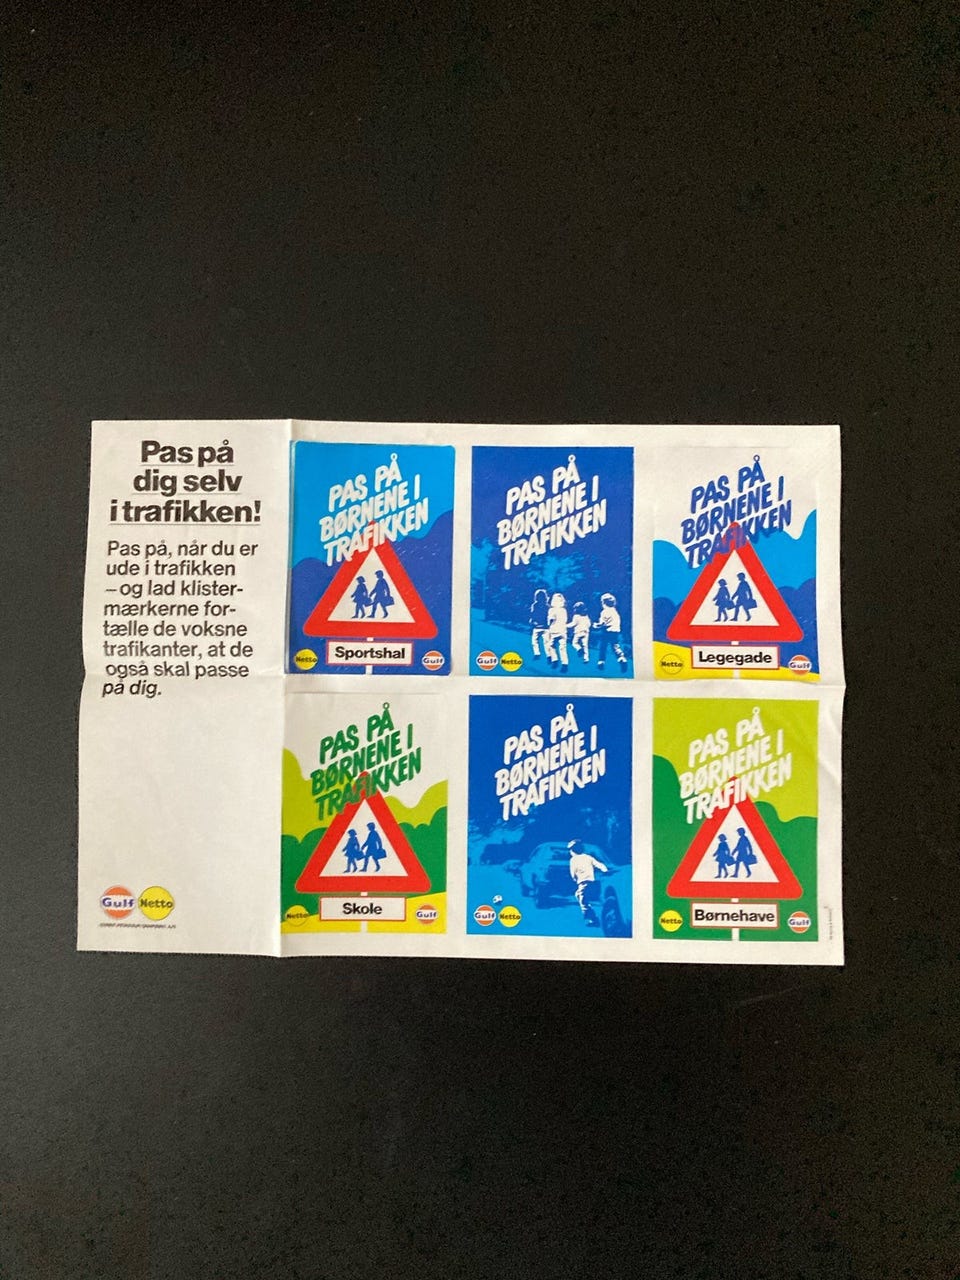 Pas på
dig selv
i trafikken!
Pas på, når du er
ude i trafikken
– og lad klister-
mærkerne for-
tælle de voksne
trafikanter, at de
også skal passe
på dig.
Gulf Netto
PAS PÅ
BØRNENE I
TRAFIKKEN
Netto Sportshal Gulf
PAS PÅ
BØRNENE I
TRAFIKKEN
Gulf Netto
PAS PÅ
BØRNENE I
TRAFIKKEN
Netto Legegade Gulf
PAS PÅ
BØRNENE I
TRAFIKKEN
Netto Skole Gulf
PAS PÅ
BØRNENE I
TRAFIKKEN
Gulf Netto
PAS PÅ
BØRNENE I
TRAFIKKEN
Netto Børnehave Gulf